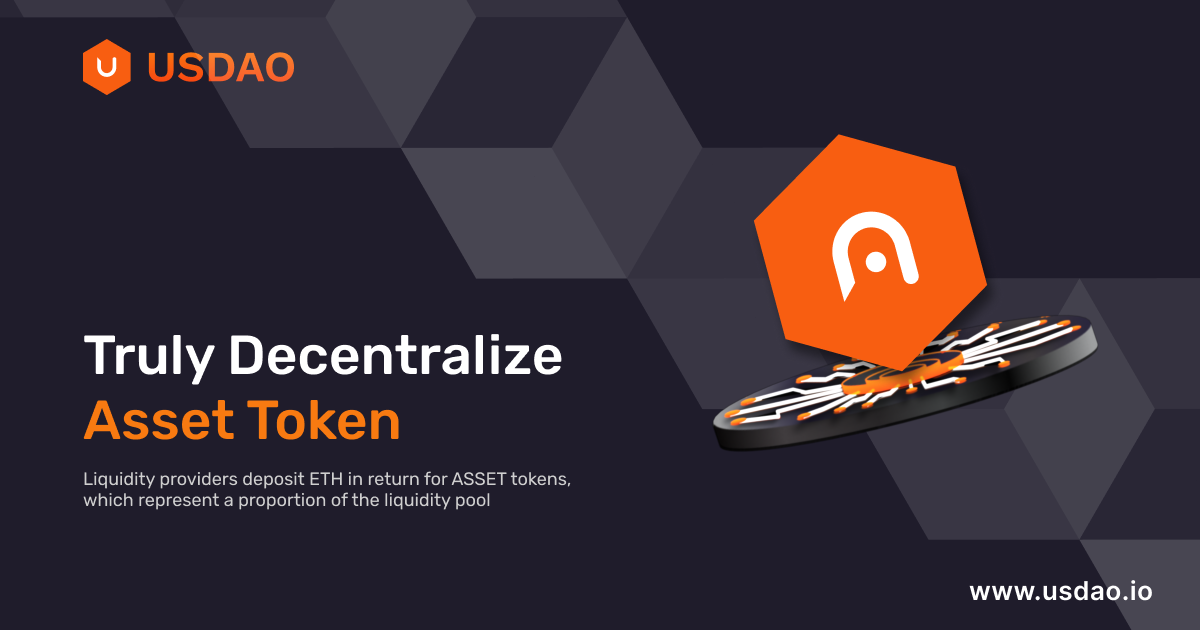 USDAO
Truly Decentralize
Asset Token
Liquidity providers deposit ETH in return for ASSET tokens,
which represent a proportion of the liquidity pool
www.usdao.io